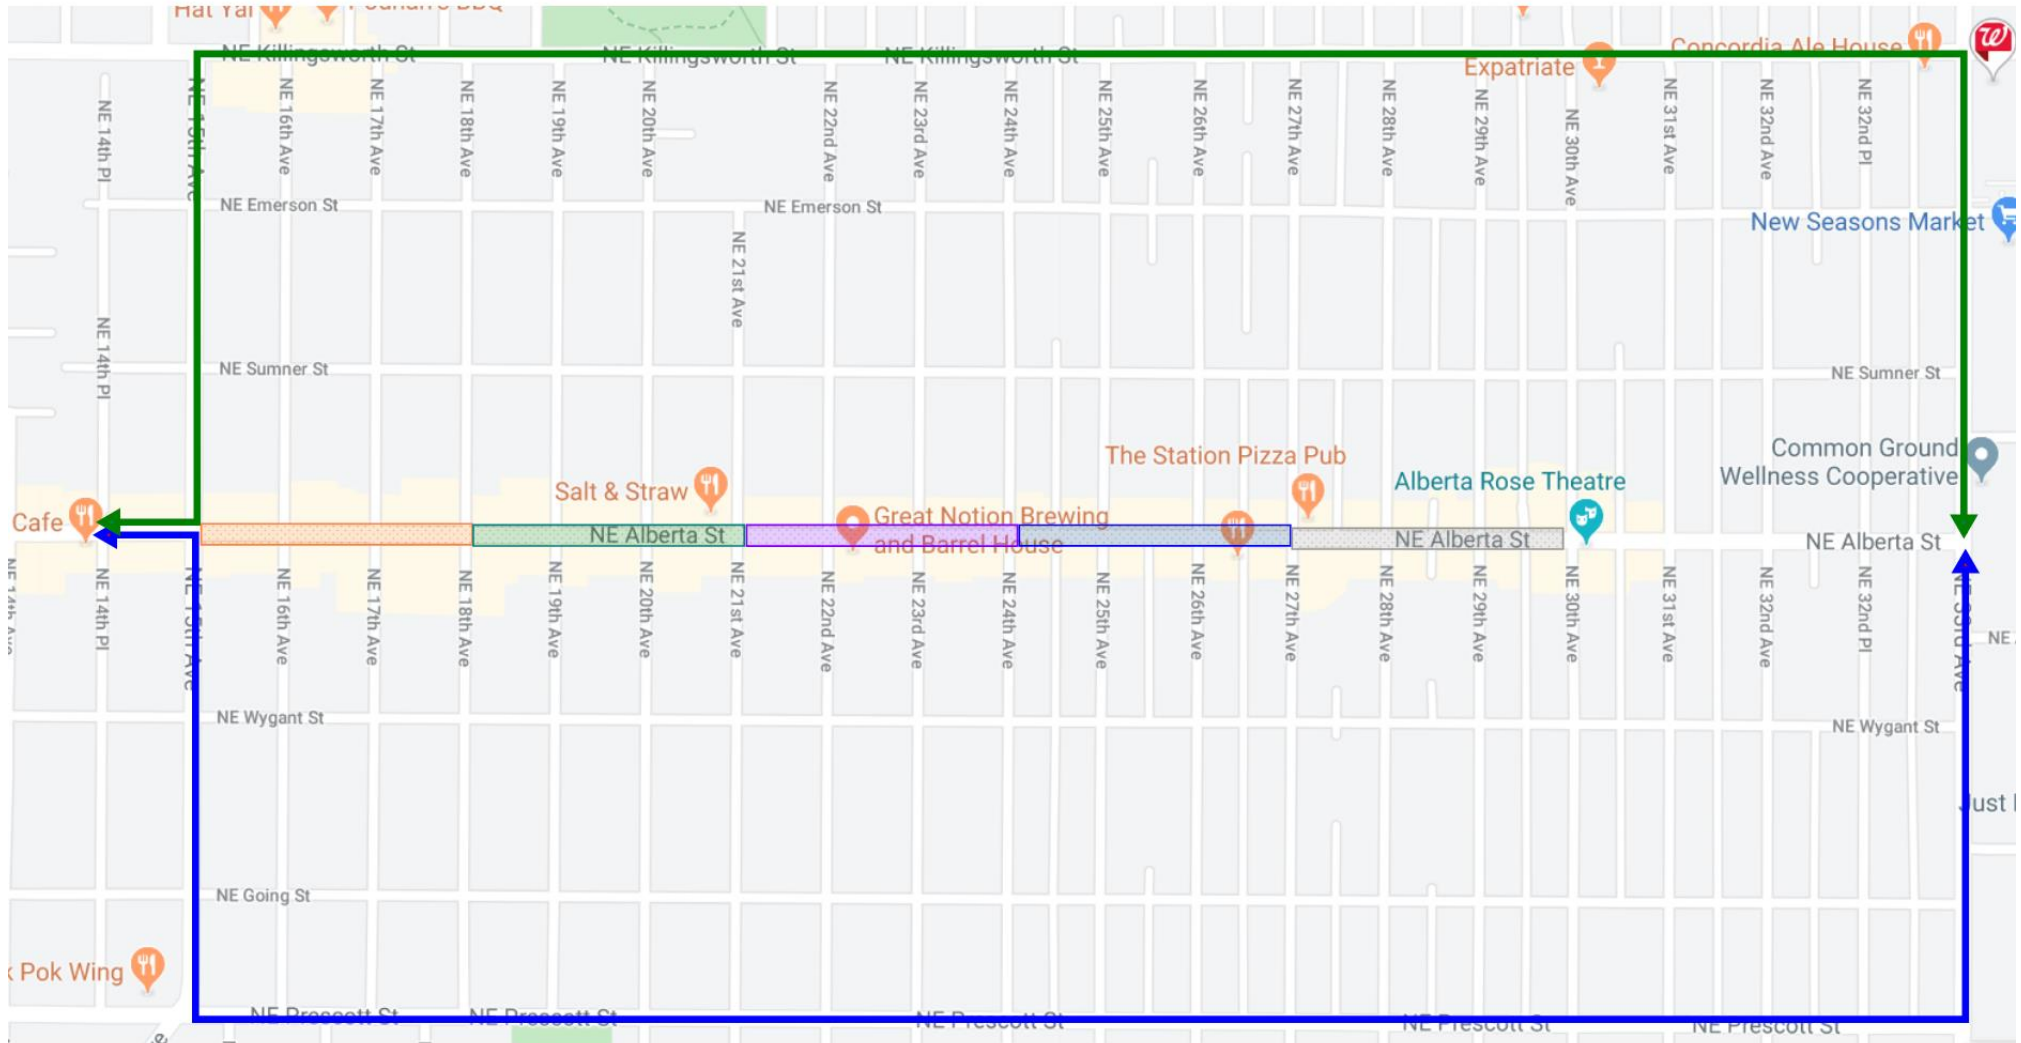 Hat Yai
NE Killingsworth St
NE Killingsworth St
NE Killingsworth St
Concordia Ale House
Expatriate
NE 14th Pl
NE 15th Ave
NE 16th Ave
NE 17th Ave
NE 18th Ave
NE 19th Ave
NE 20th Ave
NE 22nd Ave
NE 23rd Ave
NE 24th Ave
NE 25th Ave
NE 26th Ave
NE 27th Ave
NE 28th Ave
NE 29th Ave
NE 30th Ave
NE 31st Ave
NE 32nd Ave
NE 32nd Pl
NE Emerson St
NE Emerson St
New Seasons Market
NE 21st Ave
NE 14th Pl
NE Sumner St
NE Sumner St
The Station Pizza Pub
Common Ground
Wellness Cooperative
Salt & Straw
Alberta Rose Theatre
Cafe
Great Notion Brewing
and Barrel House
NE Alberta St
NE Alberta St
NE Alberta St
NE 14th Ave
NE 14th Pl
NE 15th Ave
NE 16th Ave
NE 17th Ave
NE 18th Ave
NE 19th Ave
NE 20th Ave
NE 21st Ave
NE 22nd Ave
NE 23rd Ave
NE 24th Ave
NE 25th Ave
NE 26th Ave
NE 27th Ave
NE 28th Ave
NE 29th Ave
NE 30th Ave
NE 31st Ave
NE 32nd Ave
NE 32nd Pl
NE 33rd Ave
NE
NE Wygant St
NE Wygant St
Just
NE Going St
k Pok Wing
NE Prescott St
NE Prescott St
NE Prescott St
NE Prescott St
NE Prescott St